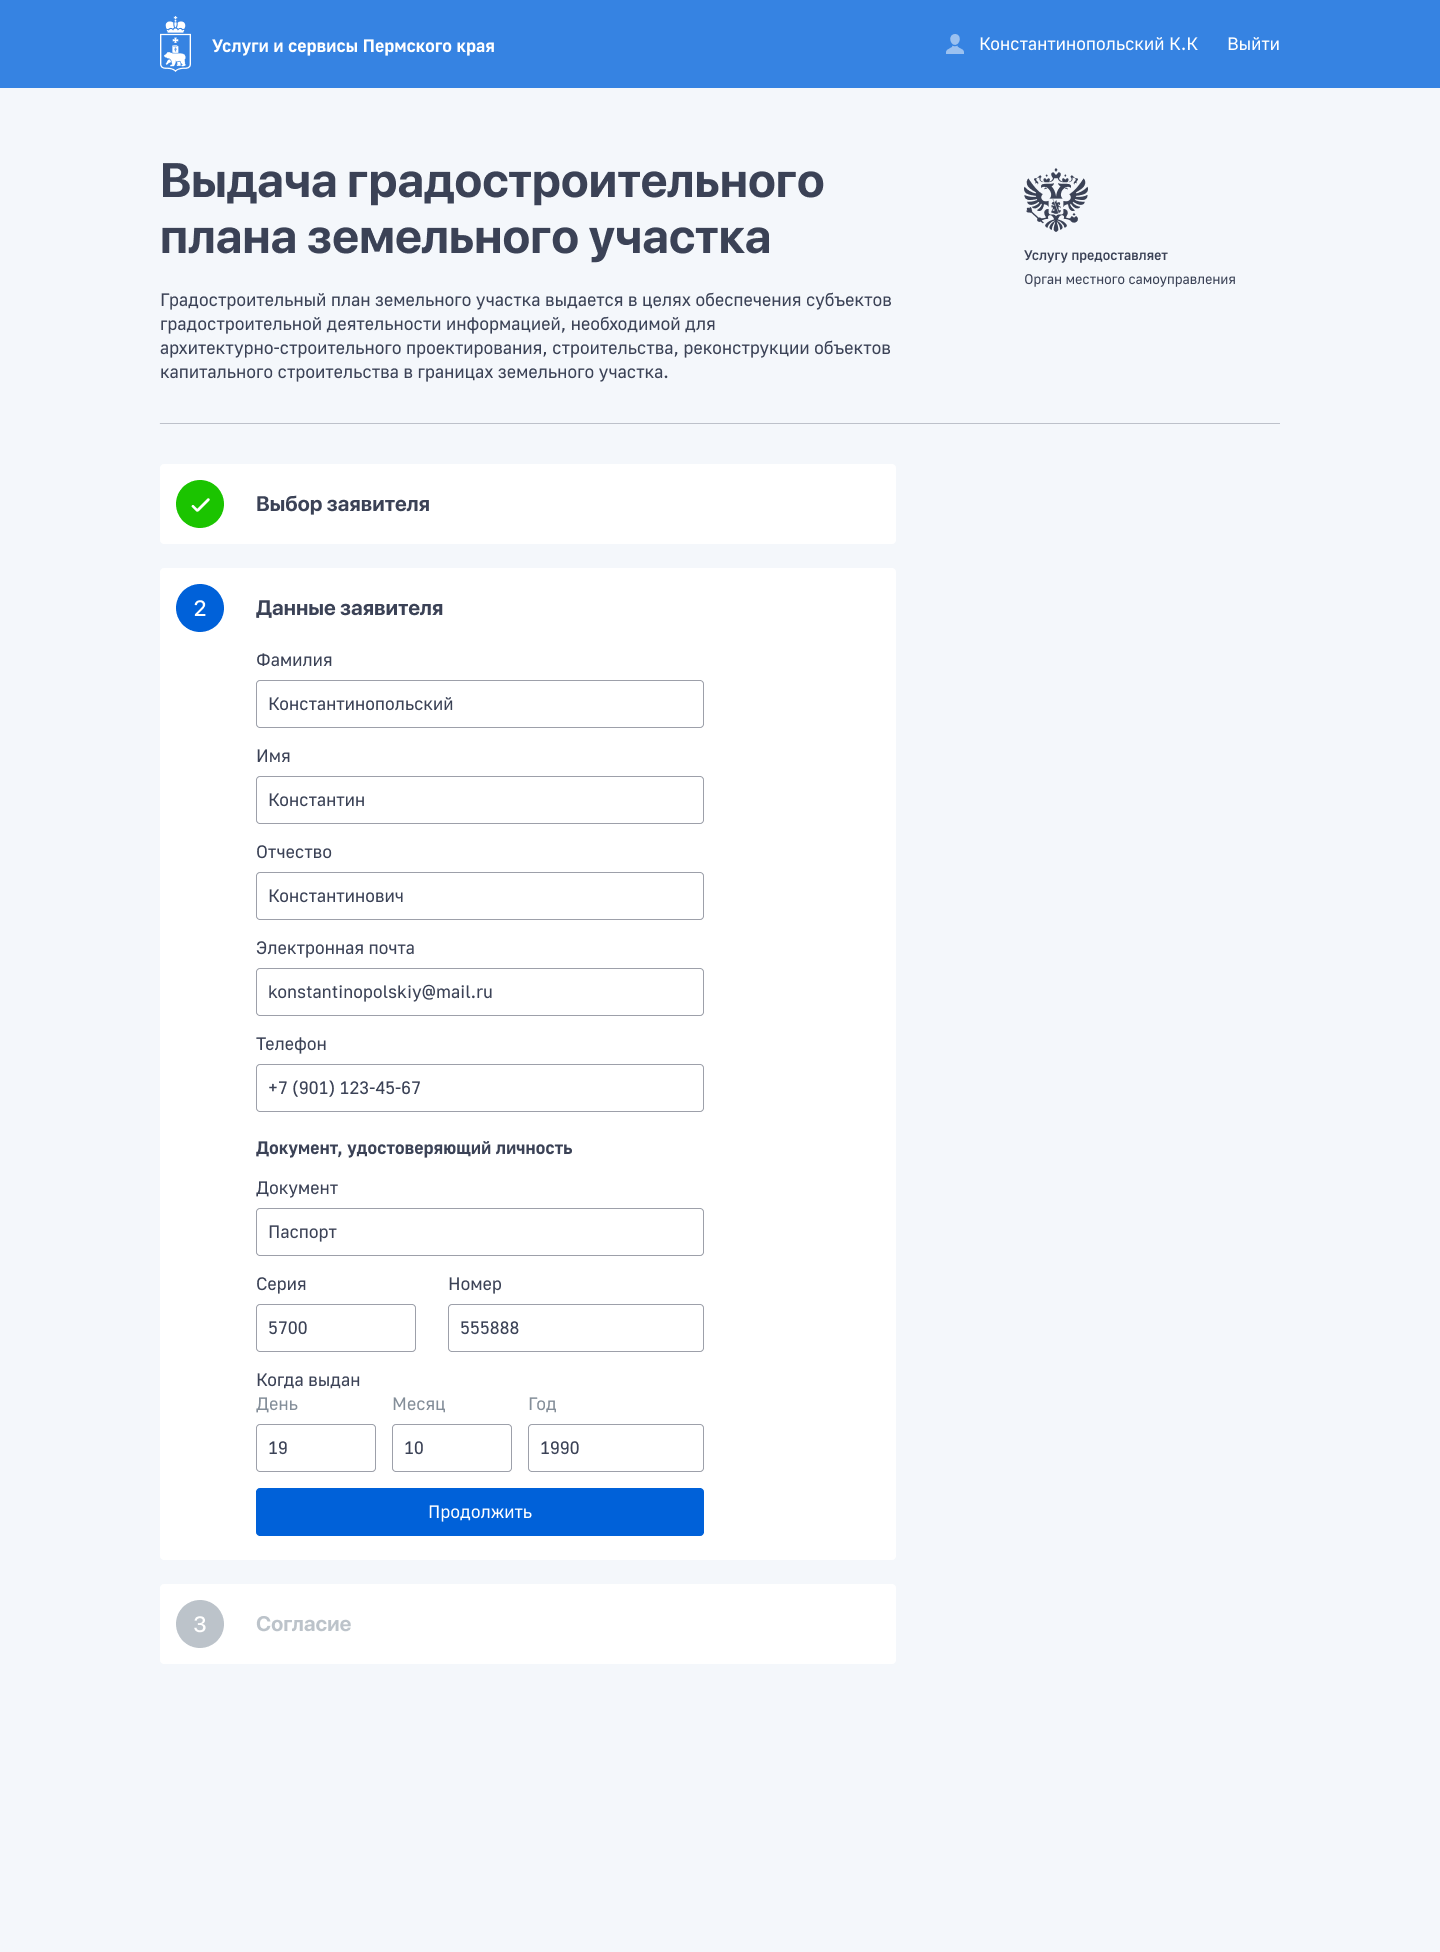 Услуги и сервисы Пермского края
Константинопольский К.К
Выйти
Выдача градостроительного
плана земельного участка
Услугу предоставляет
Орган местного самоуправления
Градостроительный план земельного участка выдается в целях обеспечения субъектов
градостроительной деятельности информацией, необходимой для
архитектурно-строительного проектирования, строительства, реконструкции объектов
капитального строительства в границах земельного участка.
Выбор заявителя
2
Данные заявителя
Фамилия
Константинопольский
Имя
Константин
Отчество
Константинович
Электронная почта
konstantinopolskiy@mail.ru
Телефон
+7 (901) 123-45-67
Документ, удостоверяющий личность
Документ
Паспорт
Серия
Номер
5700
555888
Когда выдан
День
Месяц
Год
19
10
1990
Продолжить
3
Согласие